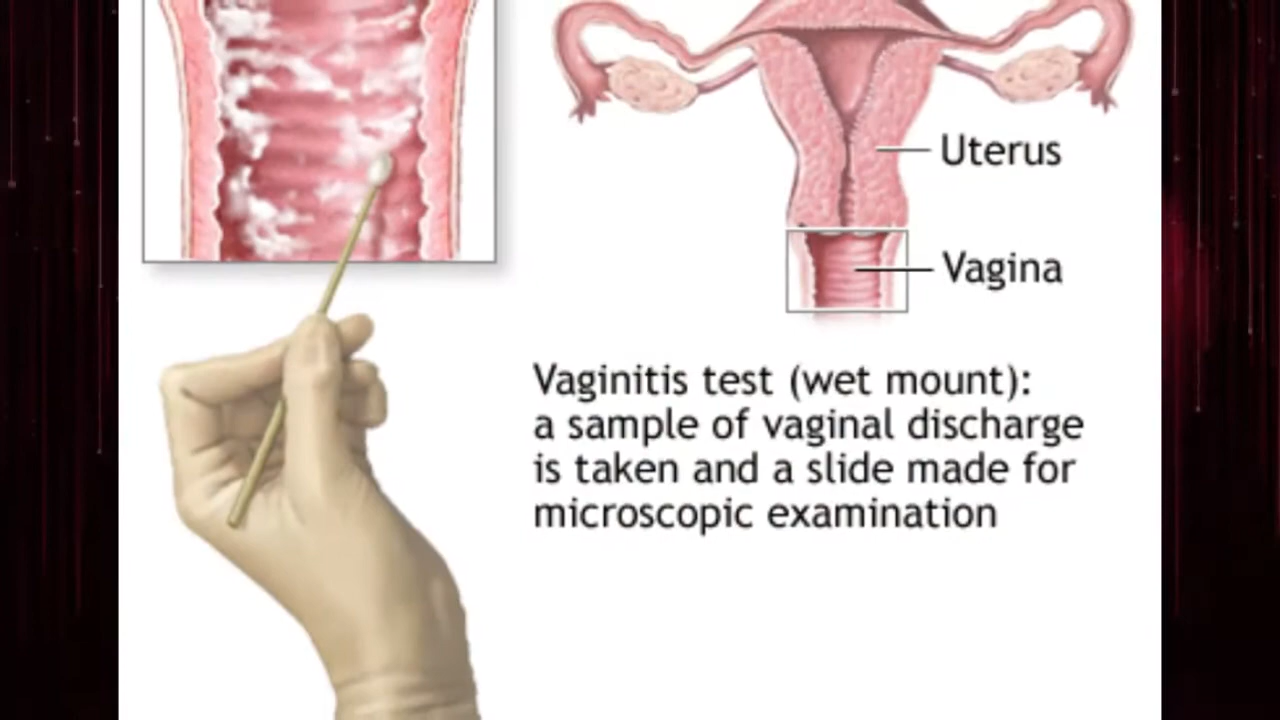 Uterus
Vagina
Vaginitis test (wet mount):
a sample of vaginal discharge
is taken and a slide made for
microscopic examination